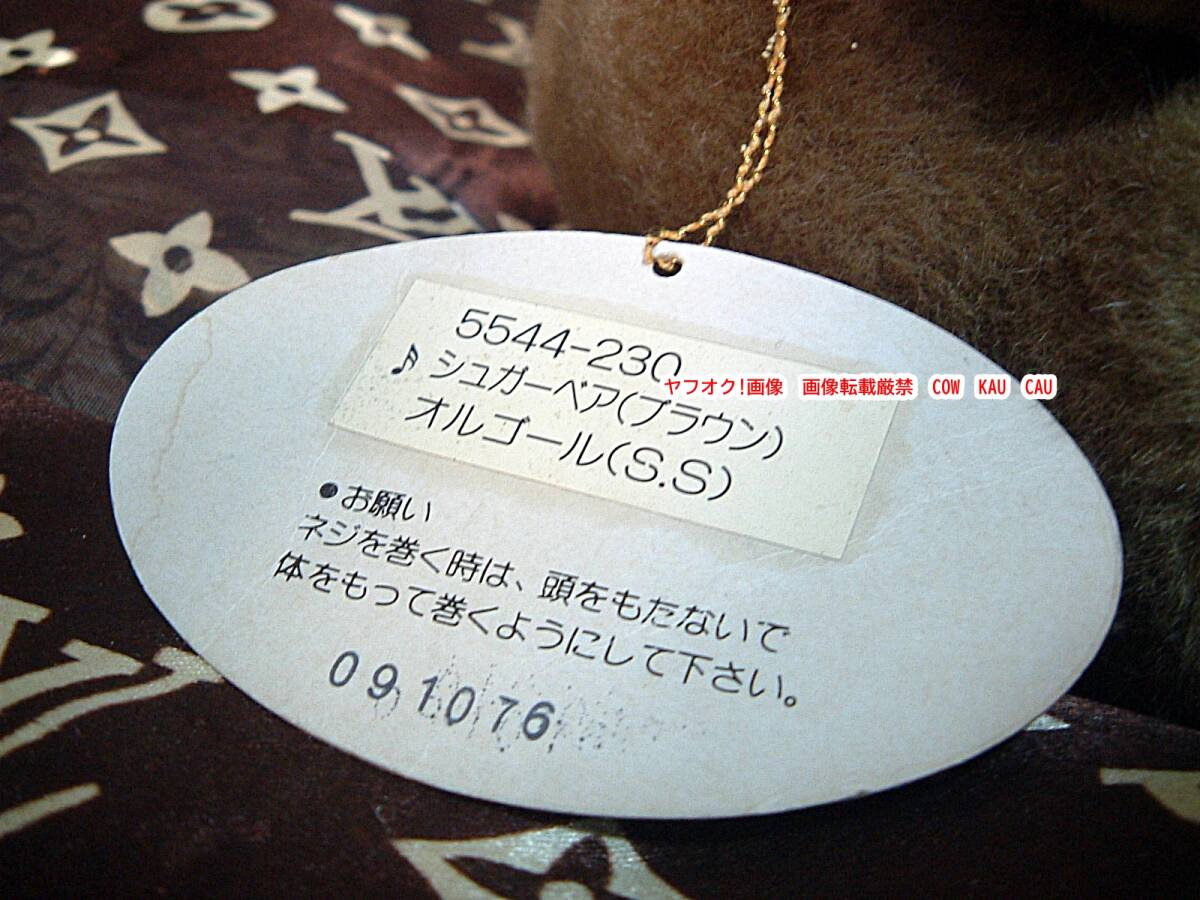 5544-230
♪ シュガーベア(ブラウン)
オルゴール(S.S)
ヤフオク!画像 画像転載厳禁 COW KAU CAU
●お願い
ネジを巻く時は、頭をもたないで
体をもって巻くようにして下さい。
091076